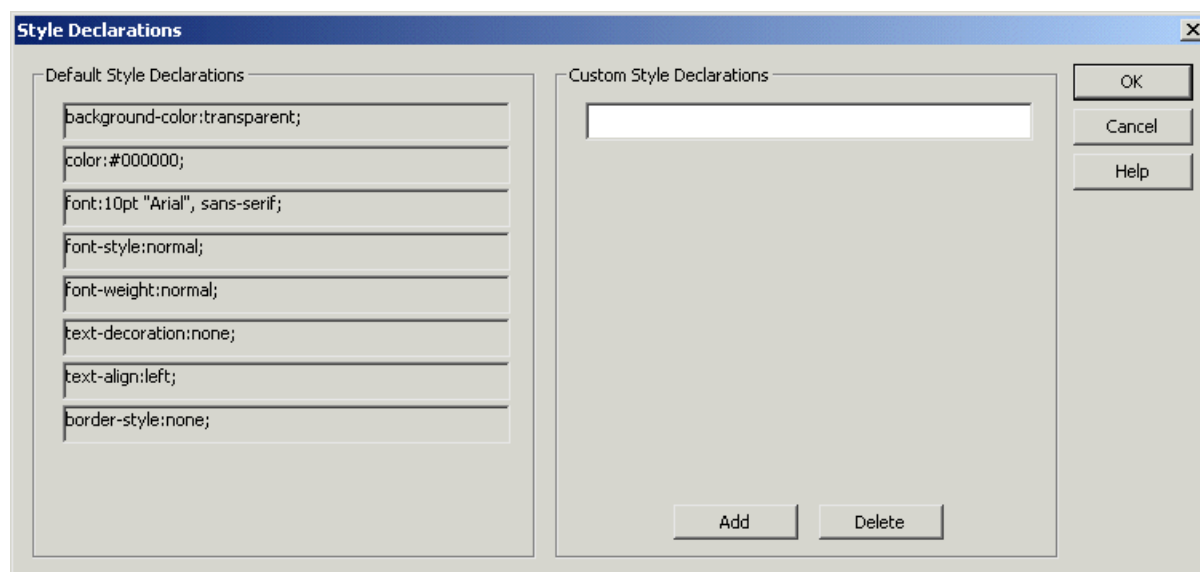 Style Declarations
Default Style Declarations
background-color:transparent;
color:#000000;
font:10pt "Arial", sans-serif;
font-style:normal;
font-weight:normal;
text-decoration:none;
text-align:left;
border-style:none;
Custom Style Declarations
Add
Delete
OK
Cancel
Help